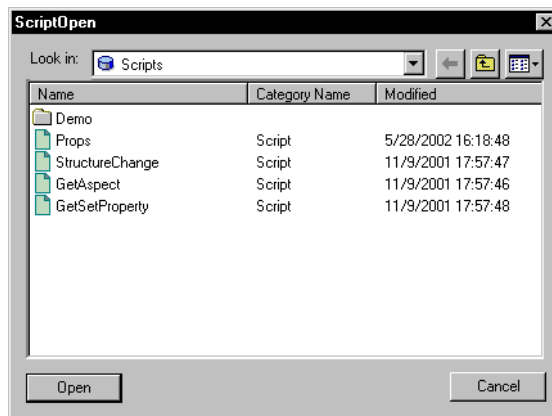 ScriptOpen
Look in: Scripts
Name Category Name Modified
Demo
Props Script 5/28/2002 16:18:48
StructureChange Script 11/9/2001 17:57:47
GetAspect Script 11/9/2001 17:57:46
GetSetProperty Script 11/9/2001 17:57:48
Open Cancel